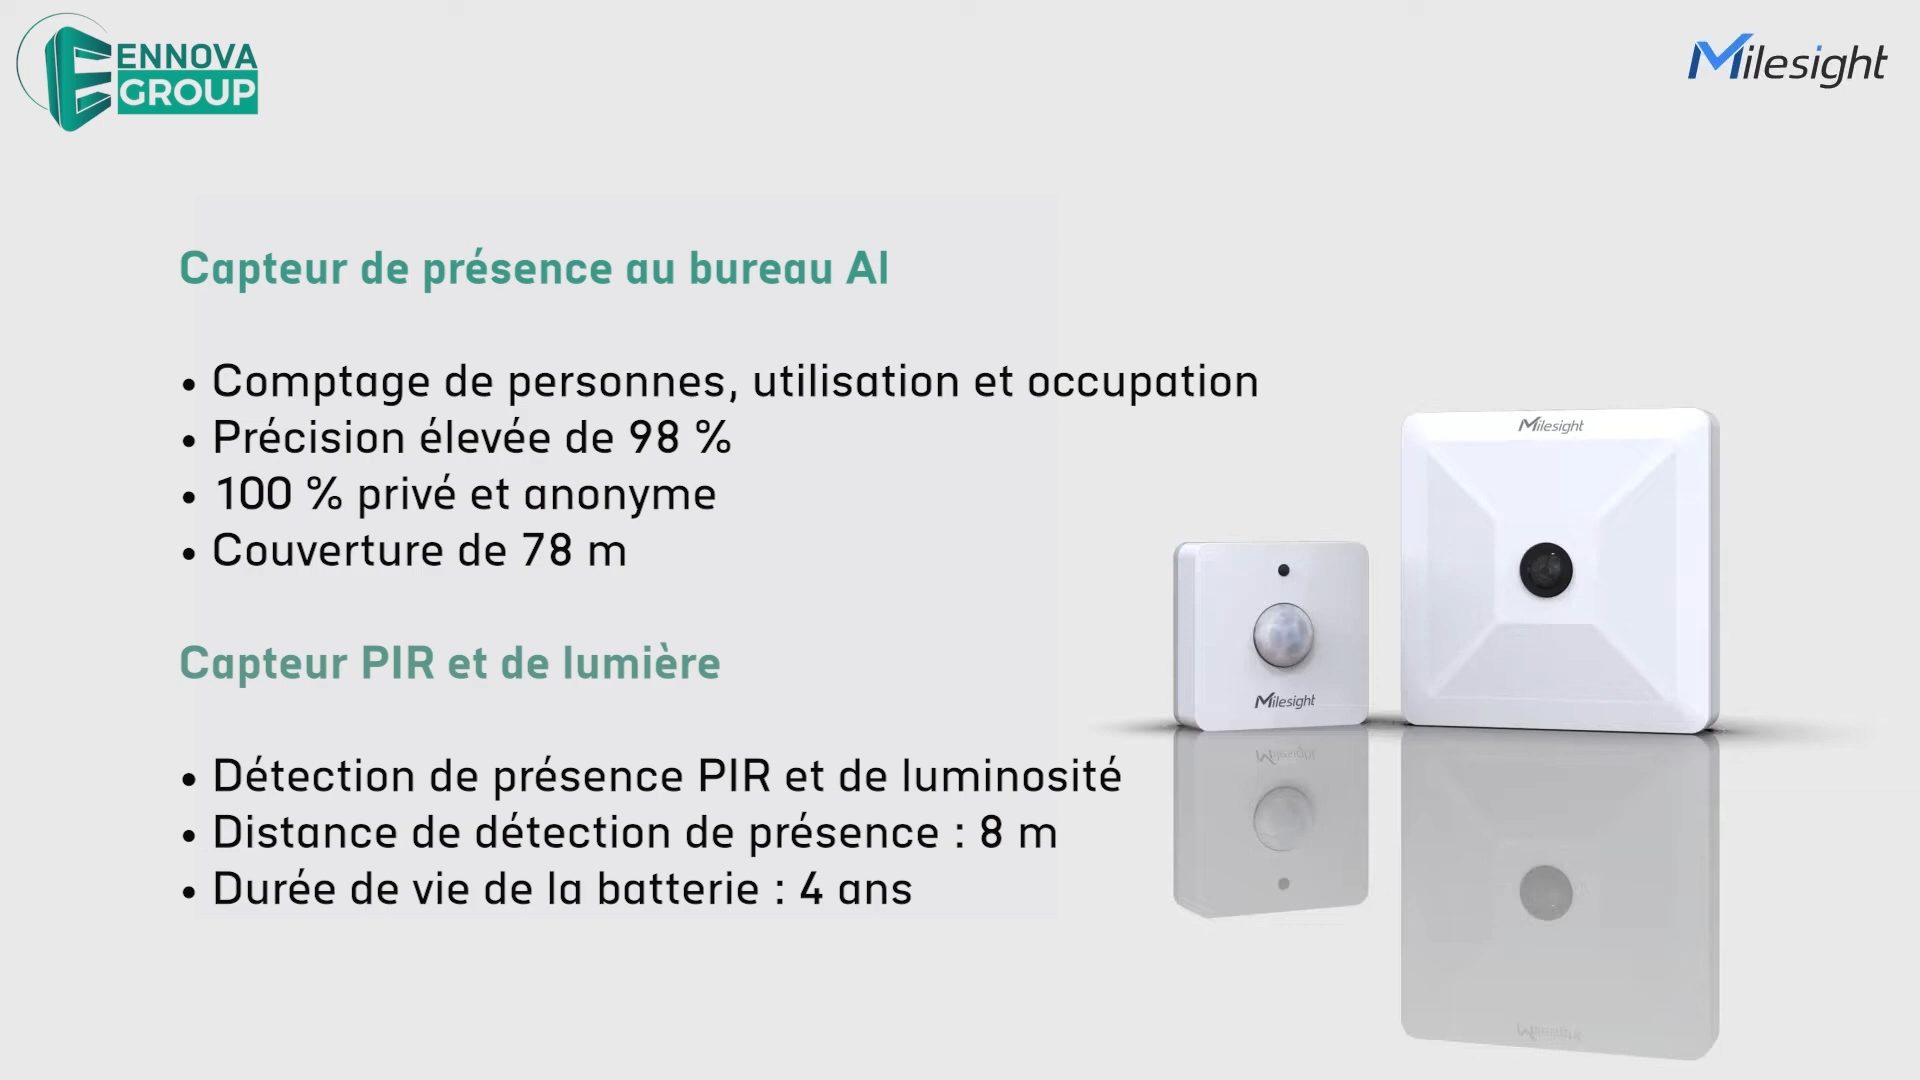 ENNOVA
GROUP
Milesight
Capteur de présence au bureau AI
• Comptage de personnes, utilisation et occupation
• Précision élevée de 98 %
• 100 % privé et anonyme
• Couverture de 78 m
Capteur PIR et de lumière
• Détection de présence PIR et de luminosité
• Distance de détection de présence : 8 m
• Durée de vie de la batterie : 4 ans
Milesight
Milesight